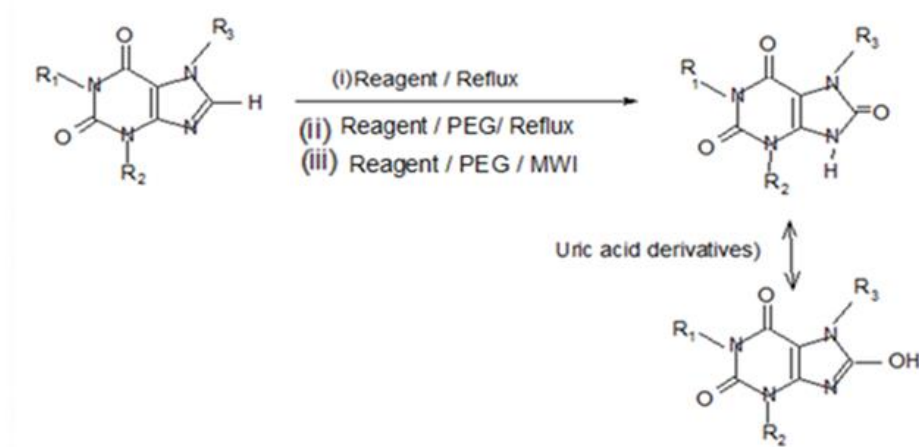 O
R₃
R₁
N
N
H
O
N
N
R₂
(i) Reagent / Reflux
(ii) Reagent / PEG/ Reflux
(iii) Reagent / PEG / MWI
O
R₃
R₁
N
N
O
O
N
N
H
R₂
Uric acid derivatives)
O
R₃
R₁
N
N
OH
O
N
N
R₂